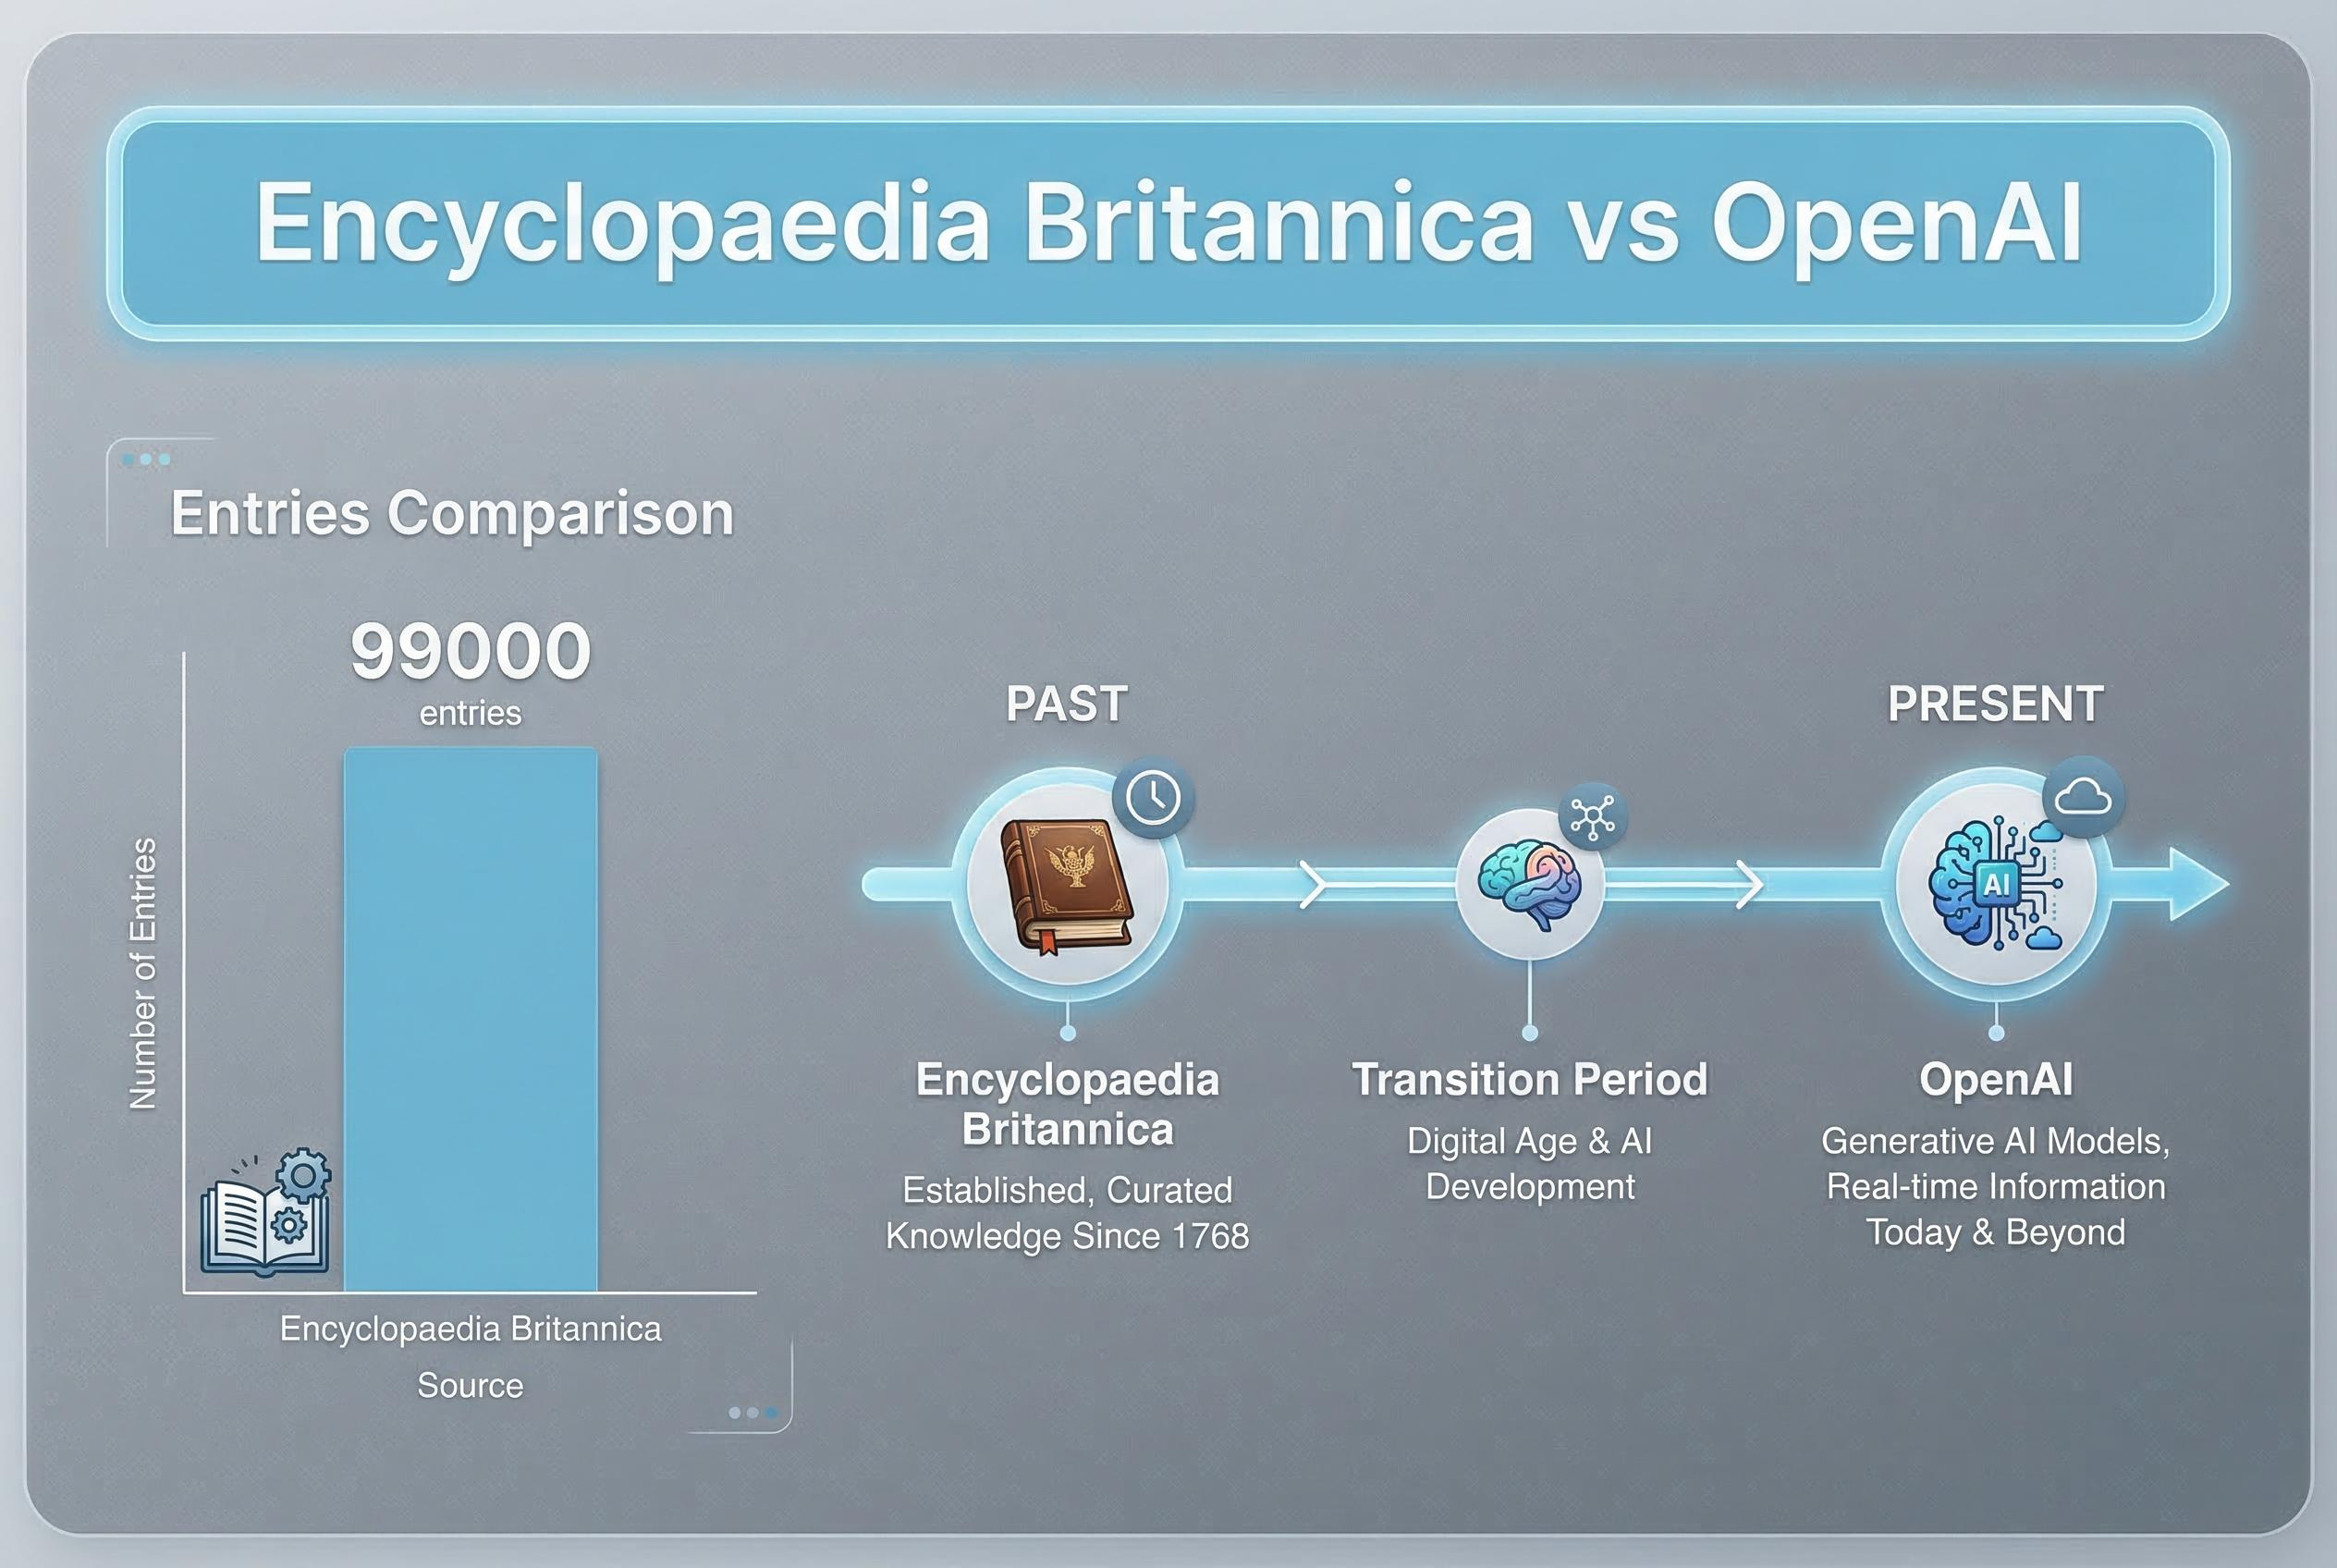 Encyclopaedia Britannica vs OpenAI
Entries Comparison
99000
entries
Number of Entries
Encyclopaedia Britannica
Source
PAST
Encyclopaedia
Britannica
Established, Curated
Knowledge Since 1768
Transition Period
Digital Age & AI
Development
PRESENT
AI
OpenAI
Generative AI Models,
Real-time Information
Today & Beyond